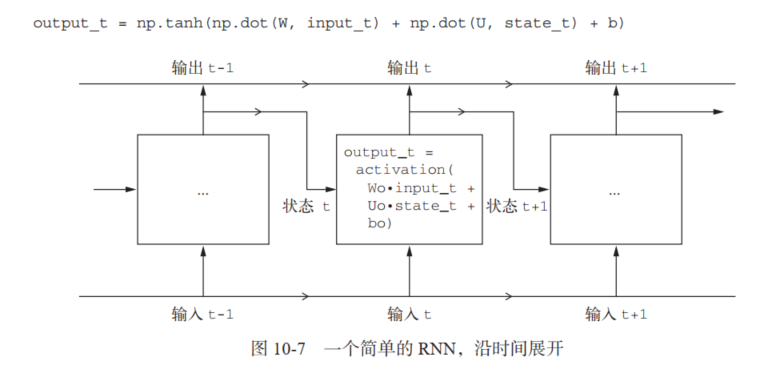 output_t = np.tanh(np.dot(W, input_t) + np.dot(U, state_t) + b)
输出 t-1
输出 t
输出 t+1
...
output_t =
activation(
Wo•input_t +
Uo•state_t +
bo)
...
状态 t
状态 t+1
输入 t-1
输入 t
输入 t+1
图 10-7 一个简单的 RNN，沿时间展开